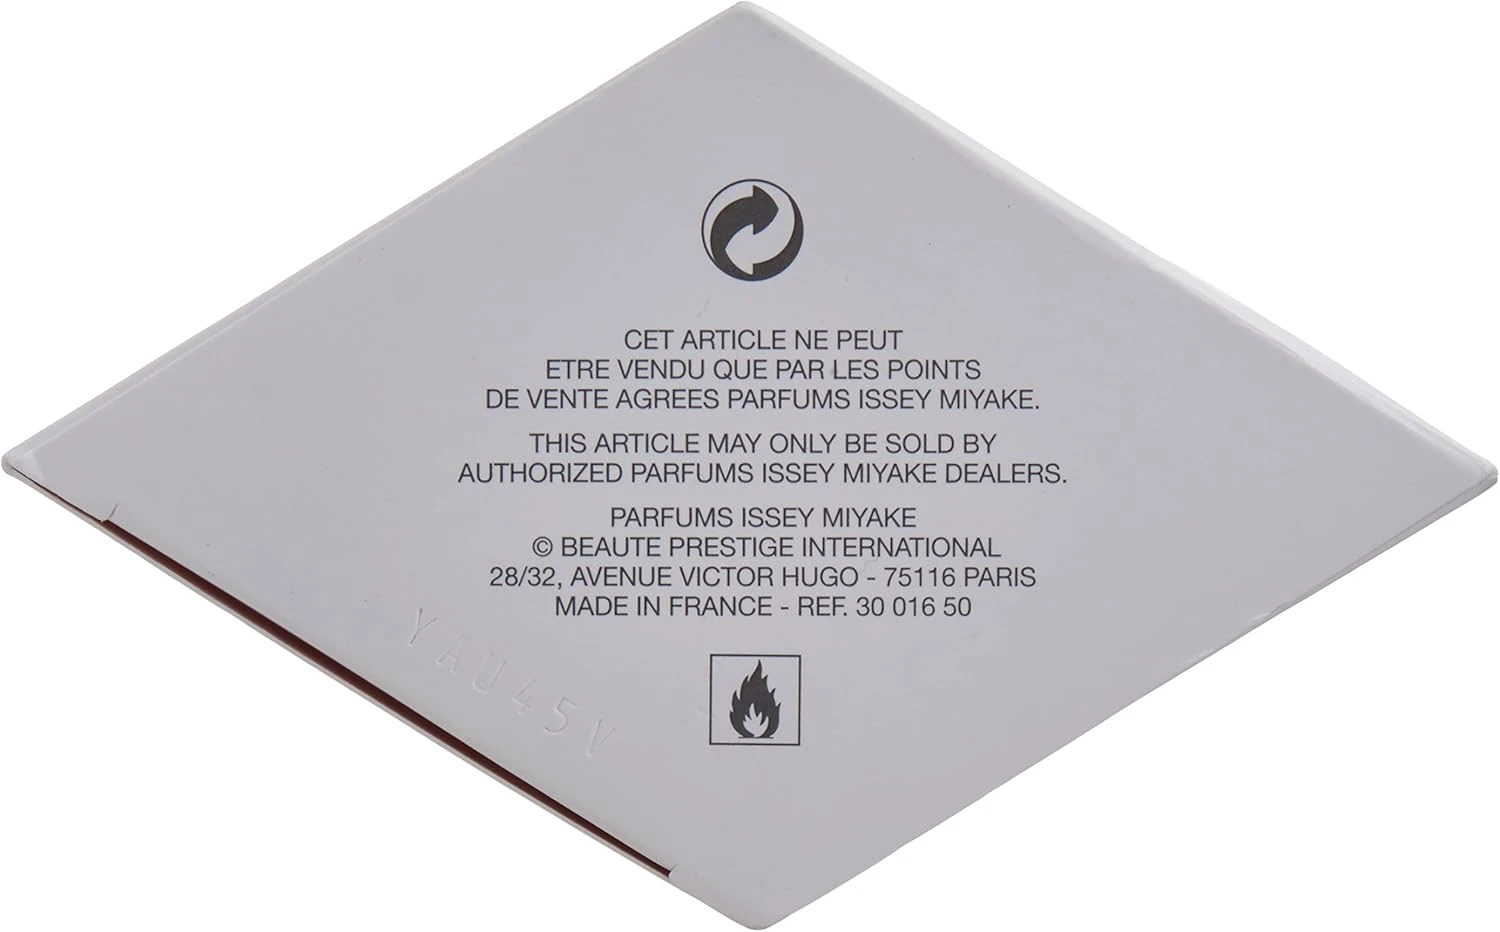 CET ARTICLE NE PEUT
ETRE VENDU QUE PAR LES POINTS
DE VENTE AGREES PARFUMS ISSEY MIYAKE.
THIS ARTICLE MAY ONLY BE SOLD BY
AUTHORIZED PARFUMS ISSEY MIYAKE DEALERS.
PARFUMS ISSEY MIYAKE
© BEAUTE PRESTIGE INTERNATIONAL
28/32, AVENUE VICTOR HUGO - 75116 PARIS
MADE IN FRANCE - REF. 30 016 50
YAU45V